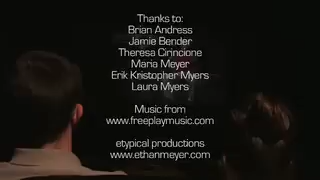 Thanks to:
Brian Andress
Jamie Bender
Theresa Cirincione
Maria Meyer
Erik Kristopher Myers
Laura Myers
Music from
www.freeplaymusic.com
etypical productions
www.ethanmeyer.com